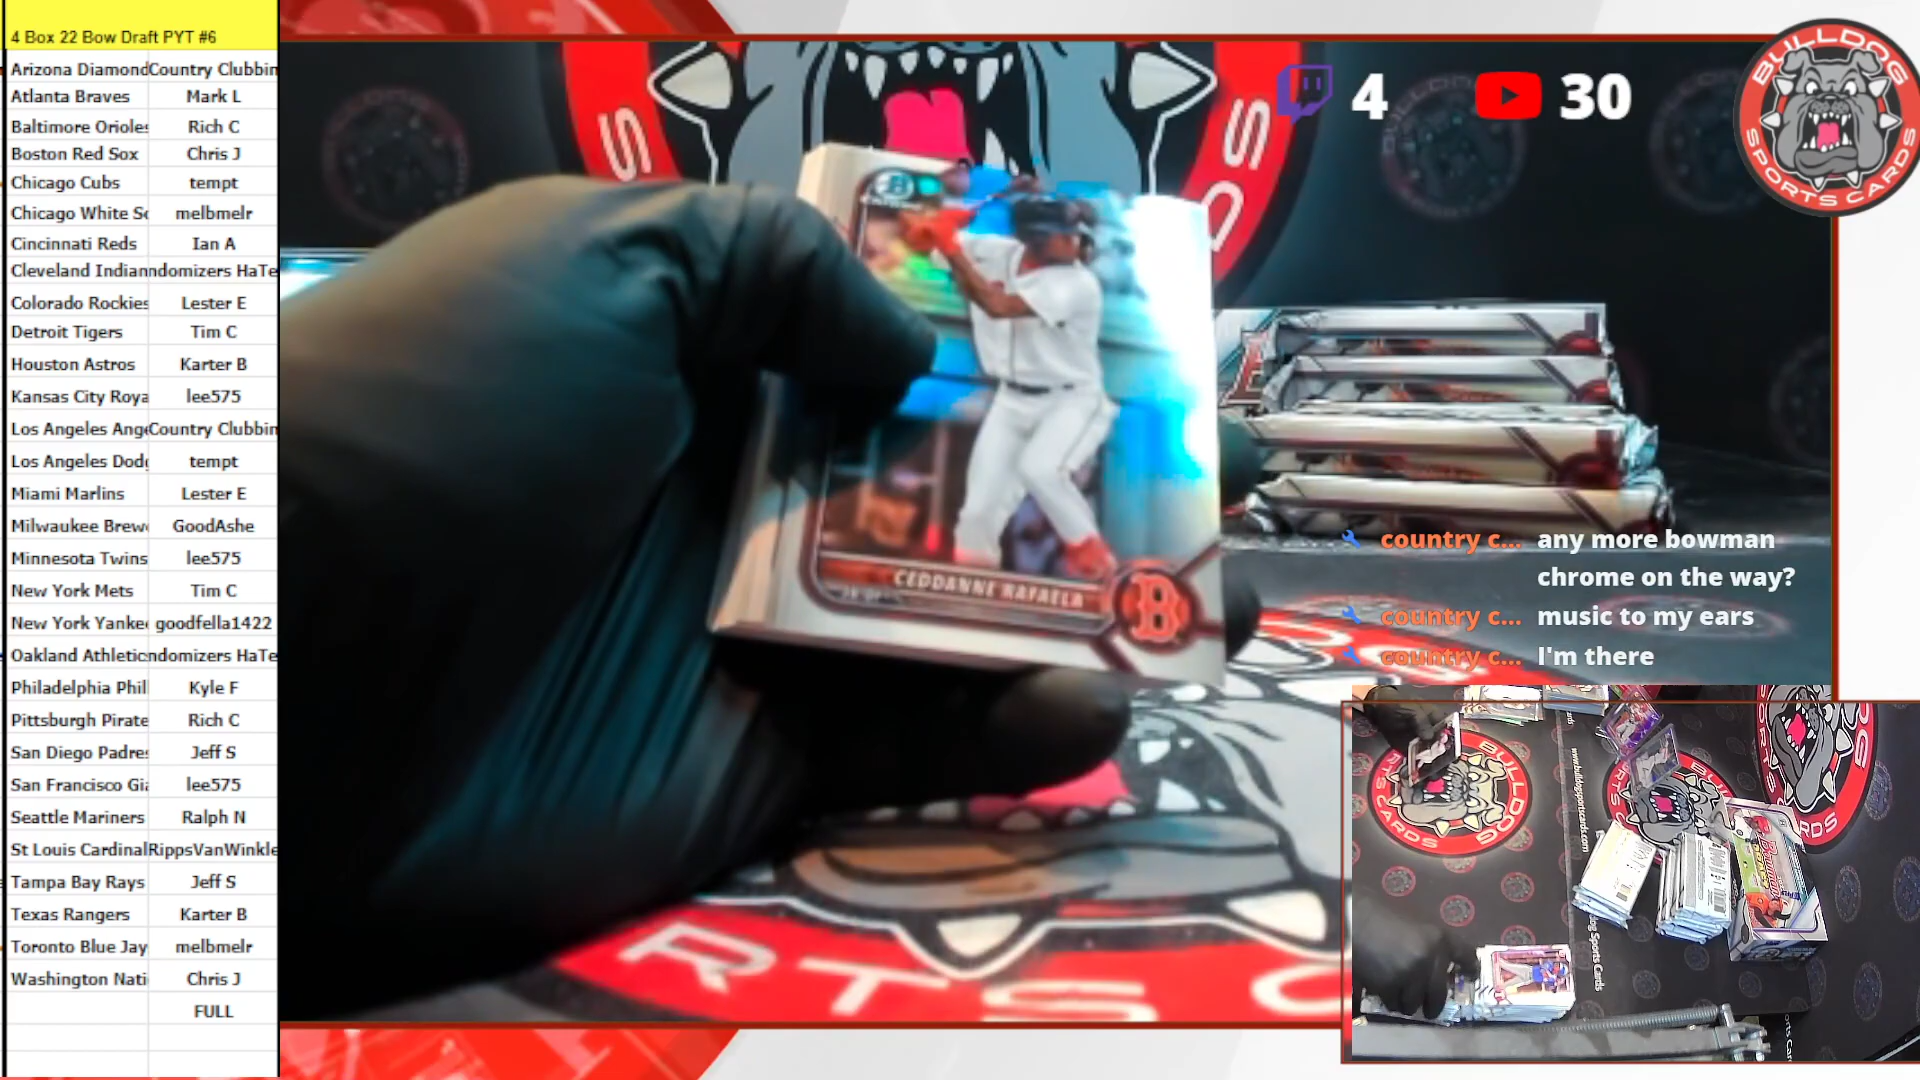 4 Box 22 Bow Draft PYT #6
Arizona Diamond Country Clubbin
Atlanta Braves Mark L
Baltimore Orioles Rich C
Boston Red Sox Chris J
Chicago Cubs tempt
Chicago White So melbmelr
Cincinnati Reds Ian A
Cleveland Indian ndomizers HaTe
Colorado Rockies Lester E
Detroit Tigers Tim C
Houston Astros Karter B
Kansas City Roya lee575
Los Angeles Ang Country Clubbin
Los Angeles Dodg tempt
Miami Marlins Lester E
Milwaukee Brew GoodAshe
Minnesota Twins lee575
New York Mets Tim C
New York Yankee goodfella1422
Oakland Athletic ndomizers HaTe
Philadelphia Phil Kyle F
Pittsburgh Pirate Rich C
San Diego Padres Jeff S
San Francisco Gia lee575
Seattle Mariners Ralph N
St Louis Cardinal RippsVanWinkle
Tampa Bay Rays Jeff S
Texas Rangers Karter B
Toronto Blue Jay melbmelr
Washington Nati Chris J
FULL
4
30
BULLDOG
SPORTS CARDS
CEDDANNE RAFAELA
B
country c... any more bowman
chrome on the way?
country c... music to my ears
country c... I'm there
RTS C